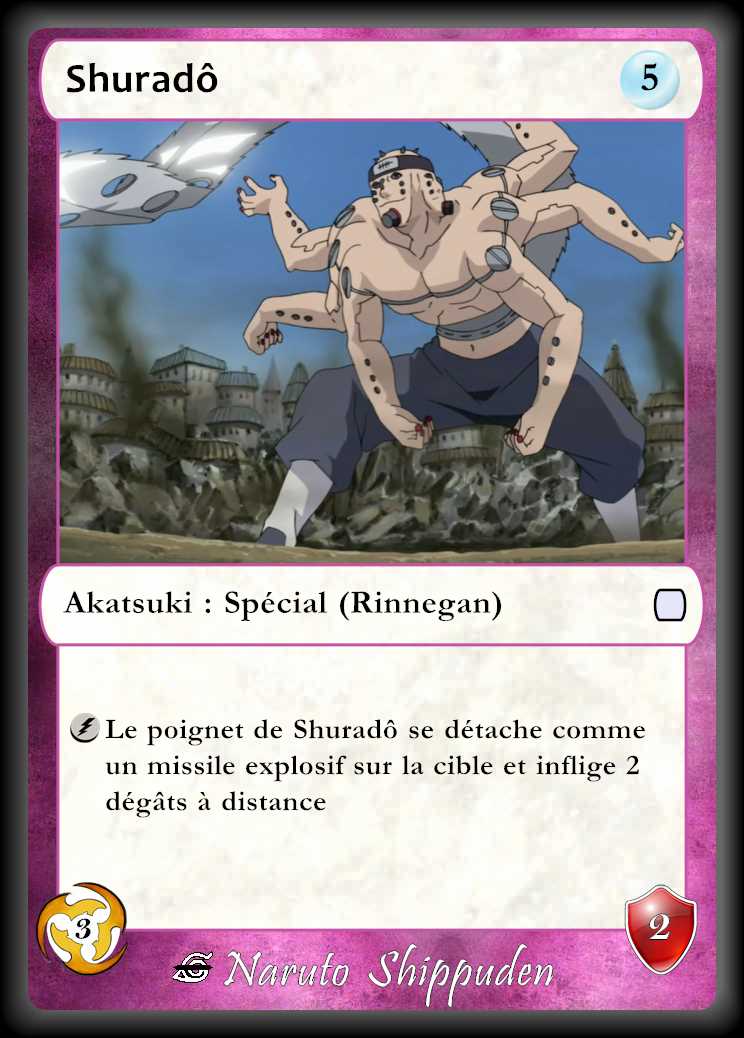 Shuradô
5
Akatsuki : Spécial (Rinnegan)
Le poignet de Shuradô se détache comme
un missile explosif sur la cible et inflige 2
dégâts à distance
3
2
Naruto Shippuden